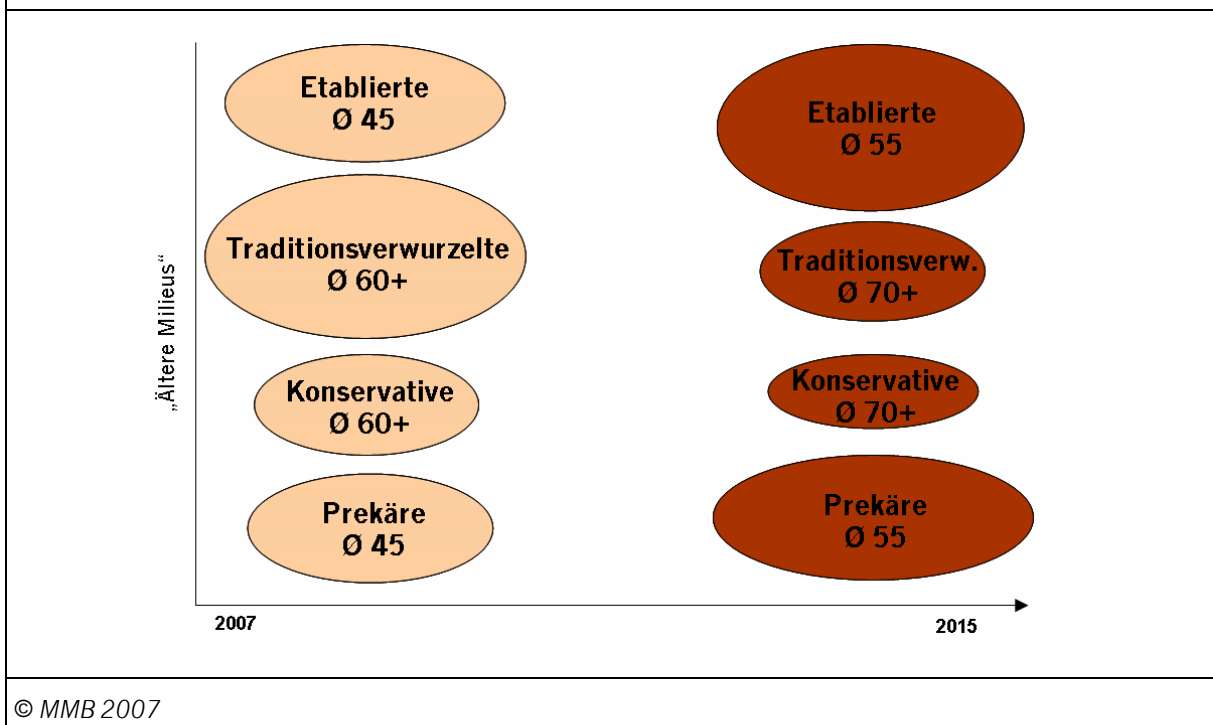 „Ältere Milieus“
Etablierte
Ø 45
Traditionsverwurzelte
Ø 60+
Konservative
Ø 60+
Prekäre
Ø 45
Etablierte
Ø 55
Traditionsverw.
Ø 70+
Konservative
Ø 70+
Prekäre
Ø 55
2007
2015
© MMB 2007